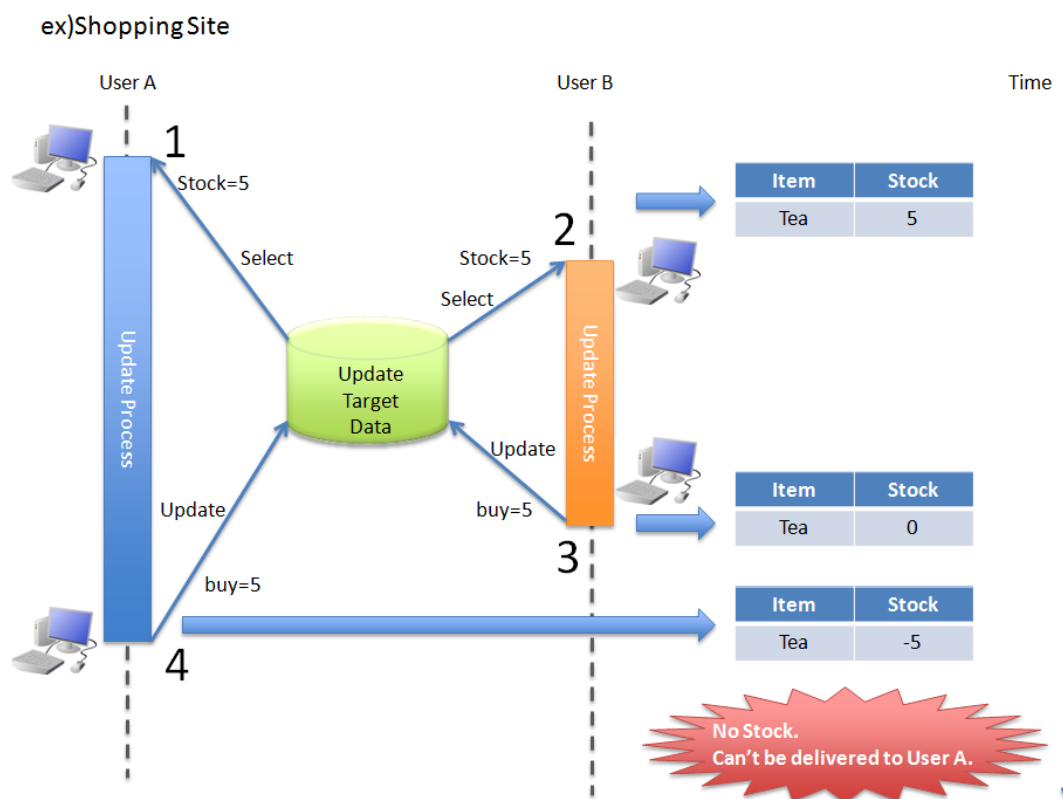 ex)Shopping Site
User A
User B
Time
1
Stock=5
Select
2
Stock=5
Select
Item Stock
Tea 5
Update Process
Update
Target
Data
Update Process
Update
buy=5
3
Item Stock
Tea 0
Update
buy=5
4
Item Stock
Tea -5
No Stock.
Can't be delivered to User A.